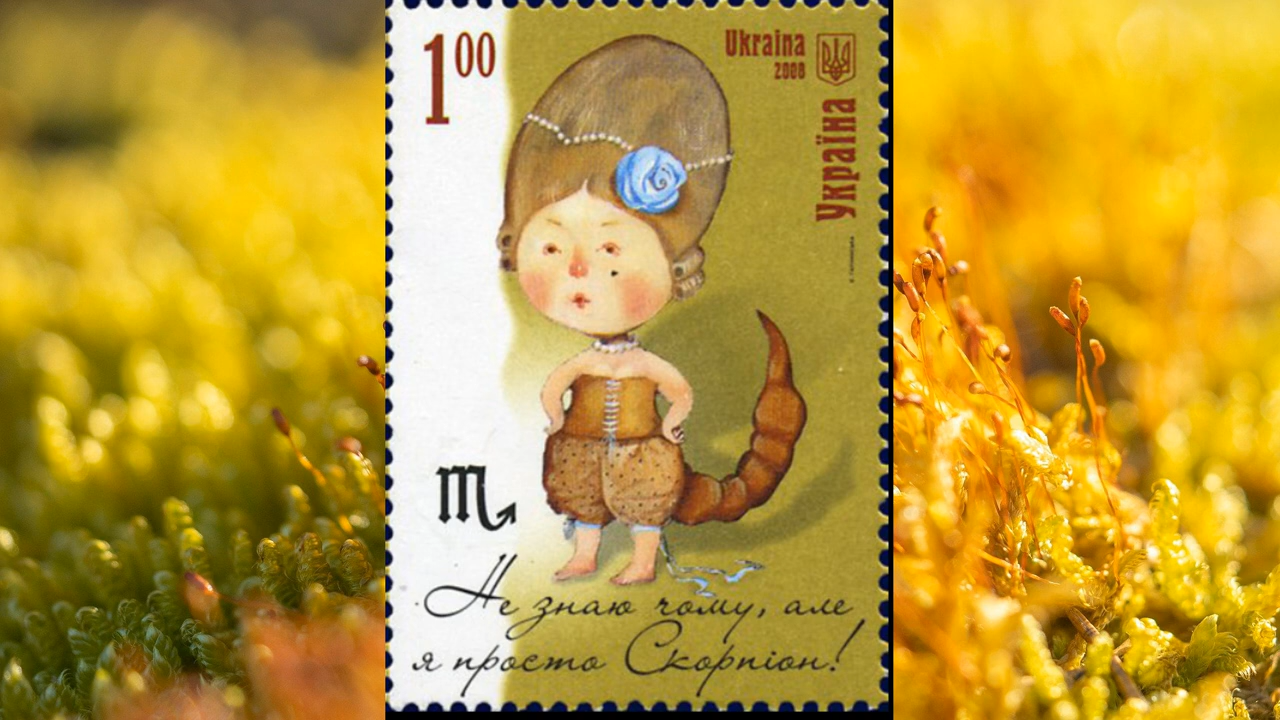 1 00
Ukraina
2008
Україна
Не знаю чому, але
я просто Скорпіон!